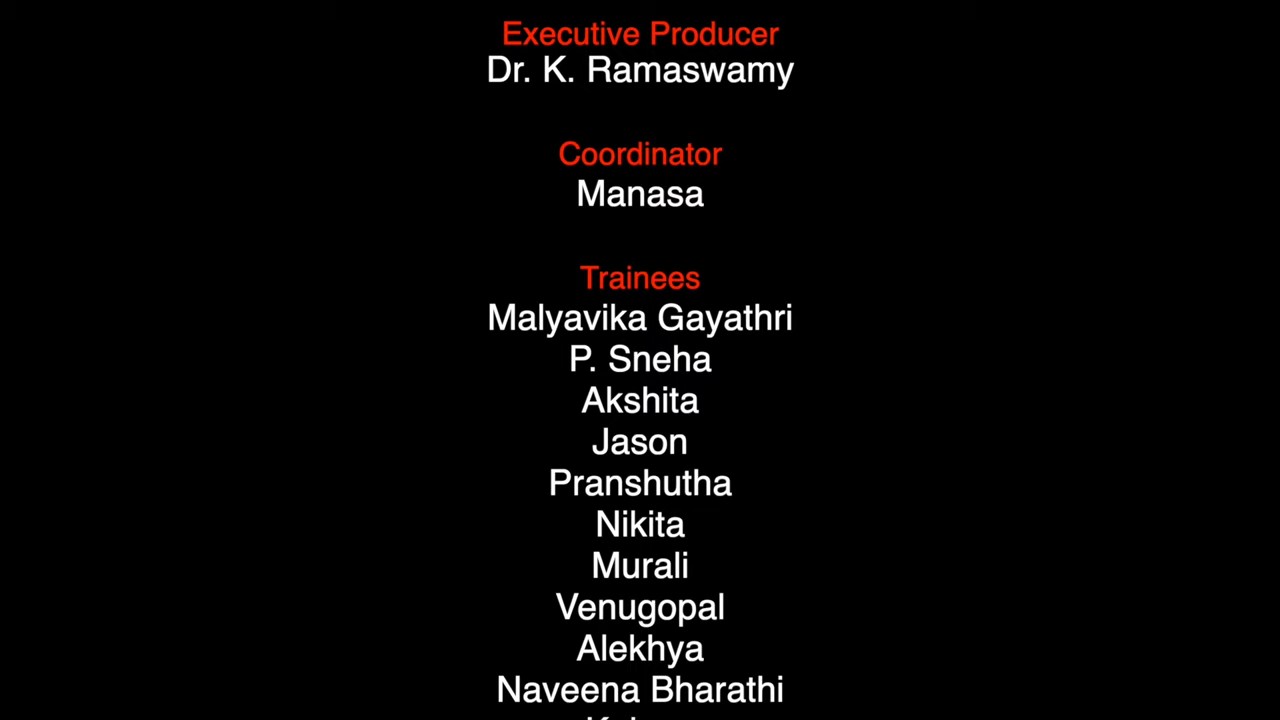 Executive Producer
Dr. K. Ramaswamy
Coordinator
Manasa
Trainees
Malyavika Gayathri
P. Sneha
Akshita
Jason
Pranshutha
Nikita
Murali
Venugopal
Alekhya
Naveena Bharathi